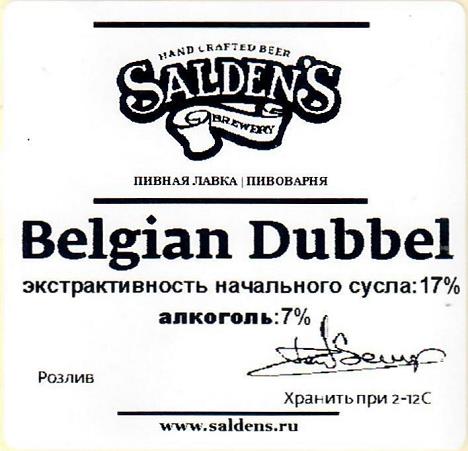 HAND CRAFTED BEER
SALDEN'S
BREWERY
ПИВНАЯ ЛАВКА | ПИВОВАРНЯ
Belgian Dubbel
экстрактивность начального сусла:17%
алкоголь:7%
Розлив
Хранить при 2-12С
www.saldens.ru